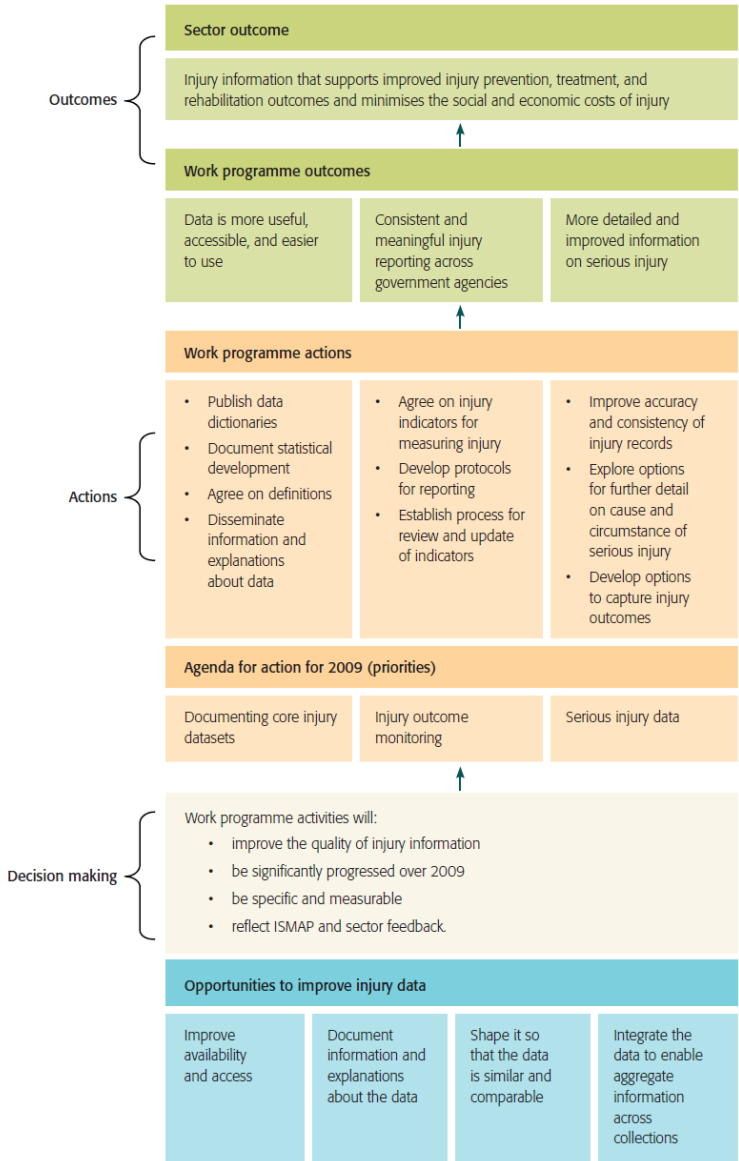 Outcomes
Sector outcome
Injury information that supports improved injury prevention, treatment, and
rehabilitation outcomes and minimises the social and economic costs of injury
Work programme outcomes
Data is more useful,
accessible, and easier
to use
Consistent and
meaningful injury
reporting across
government agencies
More detailed and
improved information
on serious injury
Actions
Work programme actions
• Publish data
dictionaries
• Document statistical
development
• Agree on definitions
• Disseminate
information and
explanations
about data
• Agree on injury
indicators for
measuring injury
• Develop protocols
for reporting
• Establish process for
review and update
of indicators
• Improve accuracy
and consistency of
injury records
• Explore options
for further detail
on cause and
circumstance of
serious injury
• Develop options
to capture injury
outcomes
Agenda for action for 2009 (priorities)
Documenting core injury
datasets
Injury outcome
monitoring
Serious injury data
Decision making
Work programme activities will:
• improve the quality of injury information
• be significantly progressed over 2009
• be specific and measurable
• reflect ISMAP and sector feedback.
Opportunities to improve injury data
Improve
availability
and access
Document
information and
explanations
about the data
Shape it so
that the data
is similar and
comparable
Integrate the
data to enable
aggregate
information
across
collections